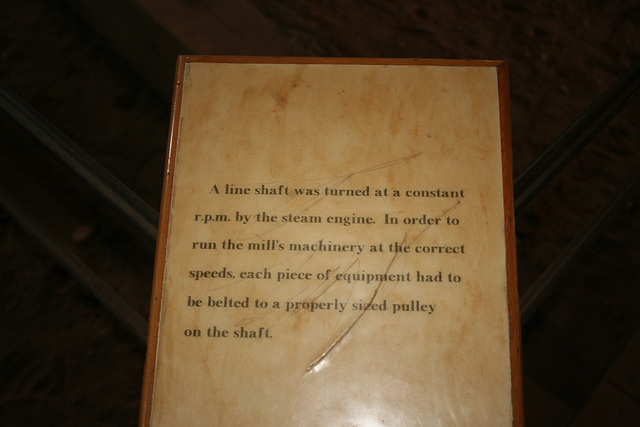 A line shaft was turned at a constant
r.p.m. by the steam engine. In order to
run the mill's machinery at the correct
speeds, each piece of equipment had to
be belted to a properly sized pulley
on the shaft.